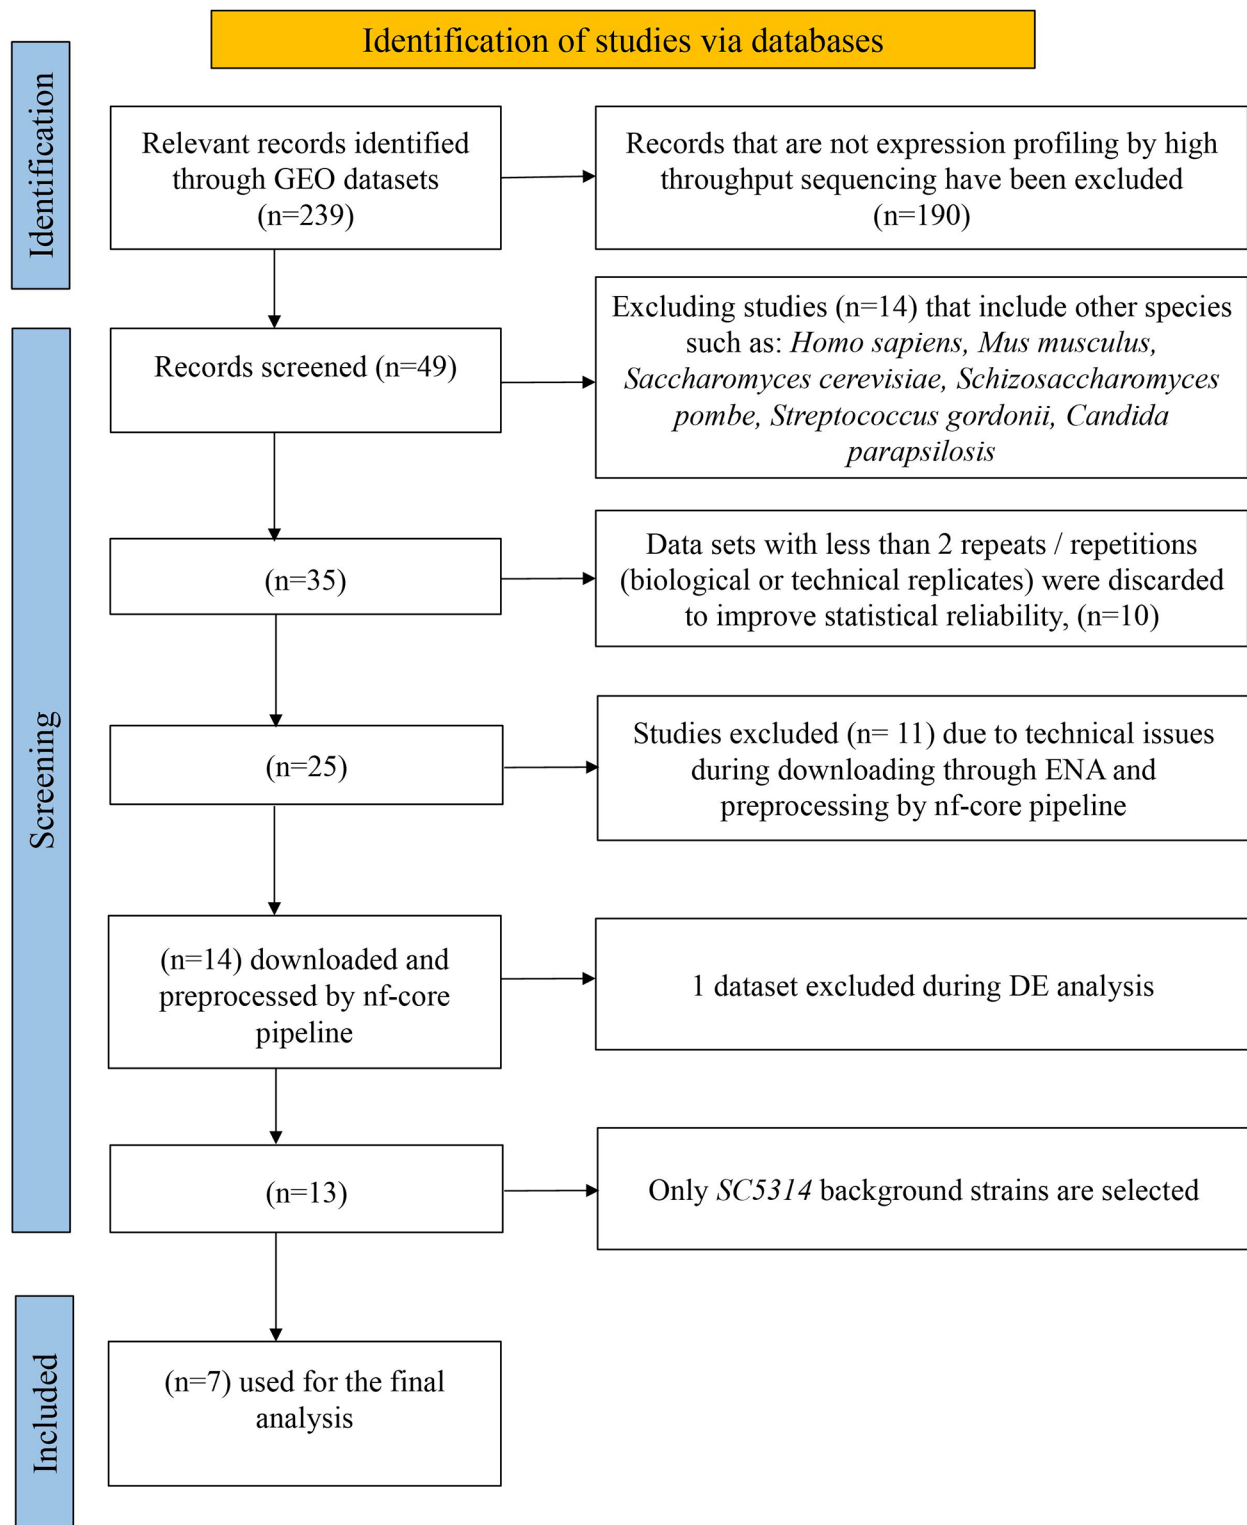 Identification of studies via databases
Identification
Relevant records identified
through GEO datasets
(n=239)
Records that are not expression profiling by high
throughput sequencing have been excluded
(n=190)
Screening
Records screened (n=49)
Excluding studies (n=14) that include other species
such as: Homo sapiens, Mus musculus,
Saccharomyces cerevisiae, Schizosaccharomyces
pombe, Streptococcus gordonii, Candida
parapsilosis
(n=35)
Data sets with less than 2 repeats / repetitions
(biological or technical replicates) were discarded
to improve statistical reliability, (n=10)
(n=25)
Studies excluded (n= 11) due to technical issues
during downloading through ENA and
preprocessing by nf-core pipeline
(n=14) downloaded and
preprocessed by nf-core
pipeline
1 dataset excluded during DE analysis
(n=13)
Only SC5314 background strains are selected
Included
(n=7) used for the final
analysis